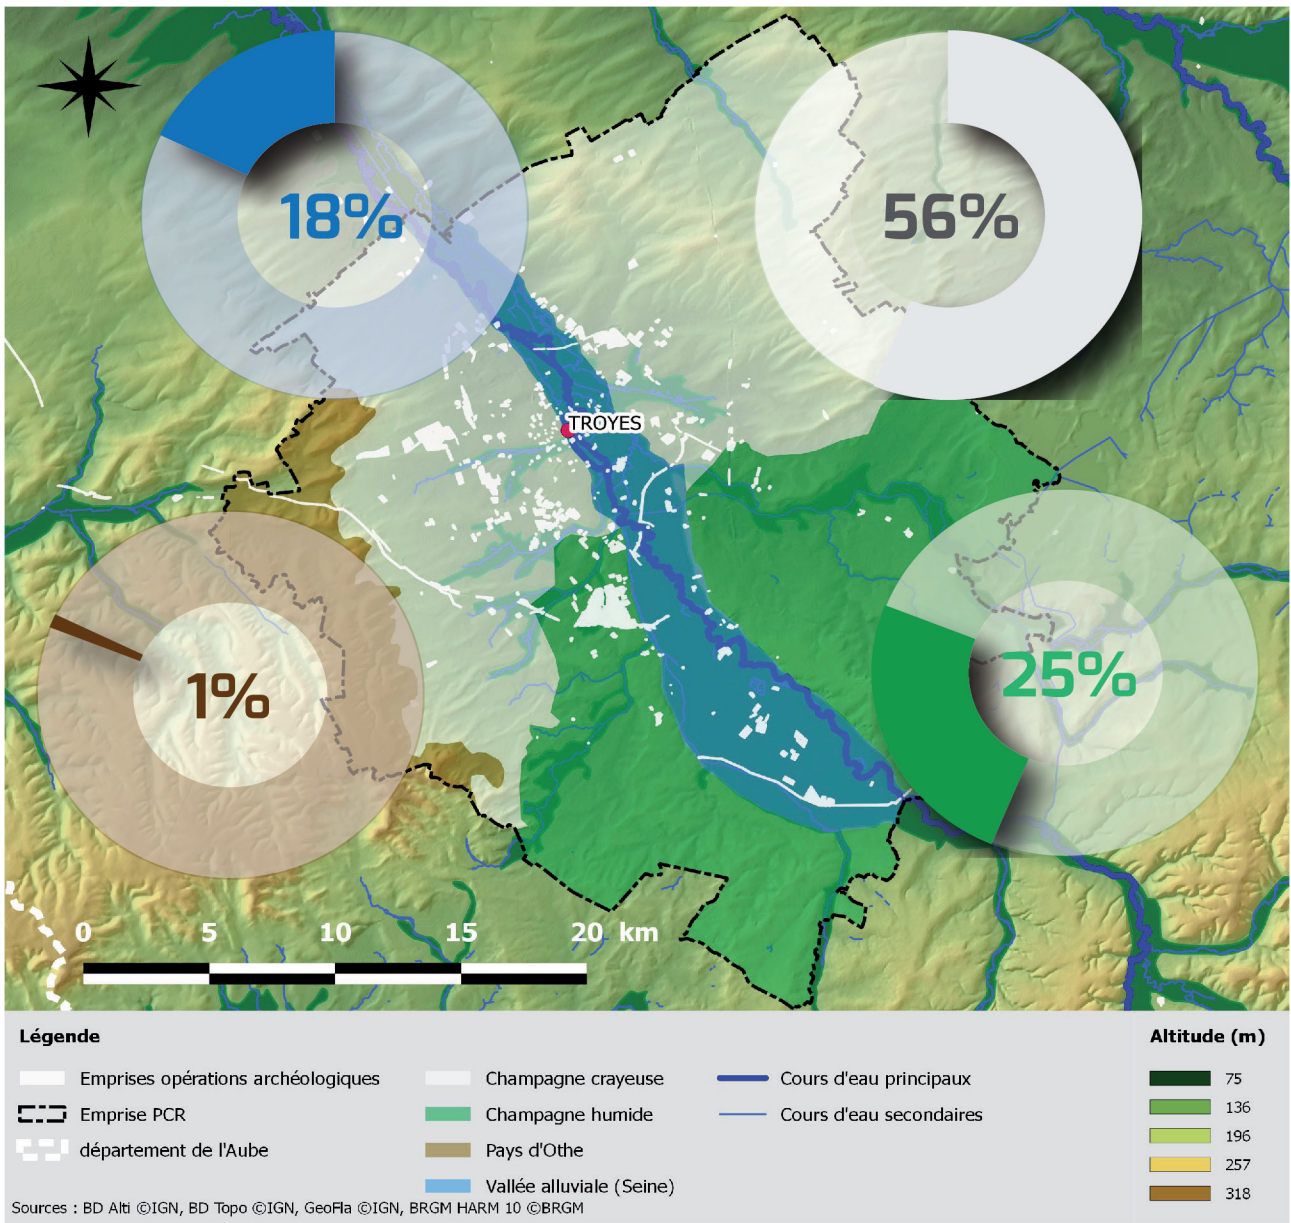 18%
56%
TROYES
1%
25%
0 5 10 15 20 km
Légende
Emprises opérations archéologiques
Emprise PCR
département de l'Aube
Champagne crayeuse
Champagne humide
Pays d'Othe
Vallée alluviale (Seine)
Cours d'eau principaux
Cours d'eau secondaires
Altitude (m)
75
136
196
257
318
Sources : BD Alti ©IGN, BD Topo ©IGN, GeoFla ©IGN, BRGM HARM 10 ©BRGM